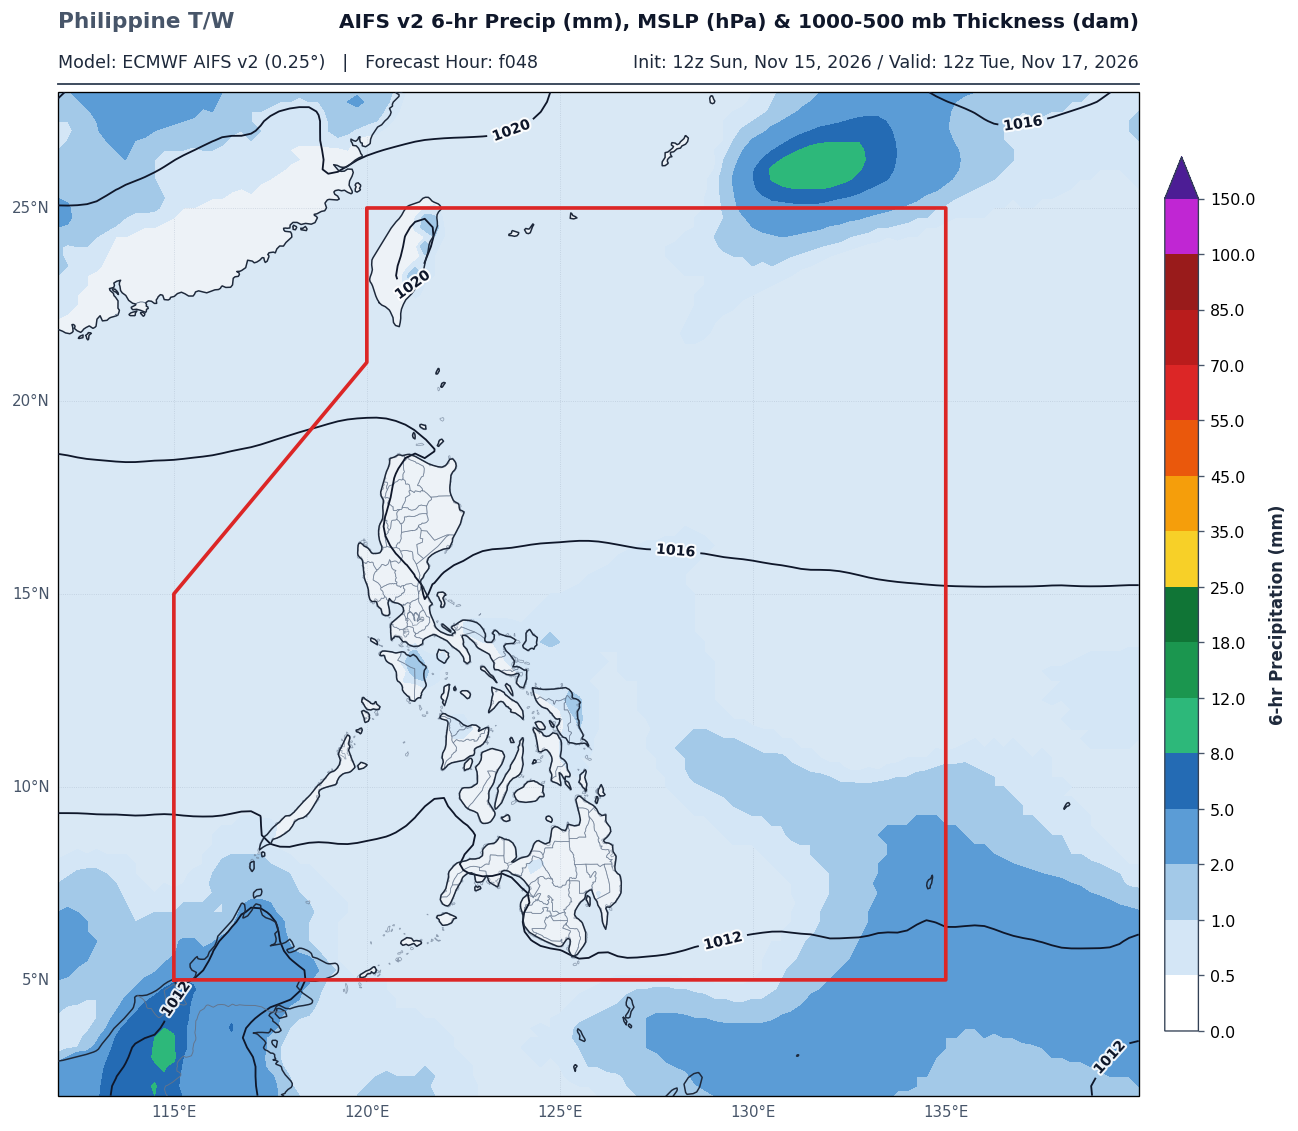 Philippine T/W
AIFS v2 6-hr Precip (mm), MSLP (hPa) & 1000-500 mb Thickness (dam)
Model: ECMWF AIFS v2 (0.25°)   |   Forecast Hour: f048
Init: 12z Sun, Nov 15, 2026 / Valid: 12z Tue, Nov 17, 2026
1020
1016
1020
1016
1012
1012
1012
25°N
20°N
15°N
10°N
5°N
115°E
120°E
125°E
130°E
135°E
150.0
100.0
85.0
70.0
55.0
45.0
35.0
25.0
18.0
12.0
8.0
5.0
2.0
1.0
0.5
0.0
6-hr Precipitation (mm)